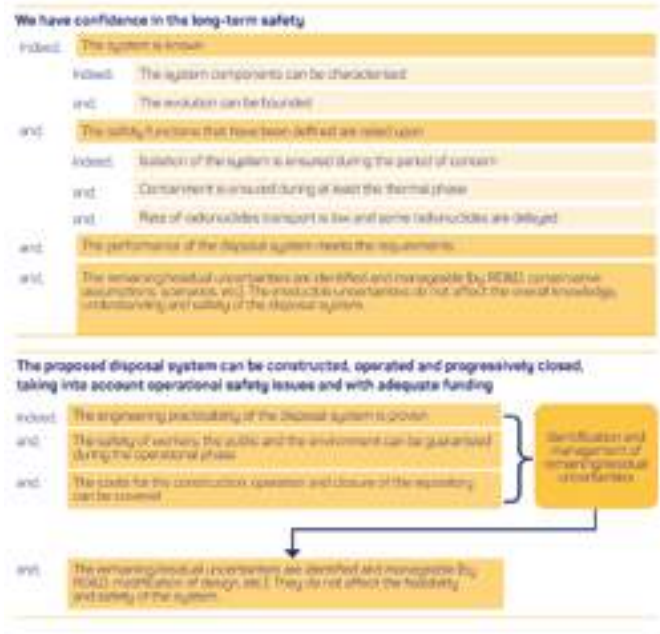 We have confidence in the long-term safety
Indeed: The system is known
Indeed: The system components can be characterised
and: The evolution can be bounded
and: The safety functions that have been defined are relied upon
Indeed: Isolation of the system is ensured during the period of concern
and: Containment is ensured during at least the thermal phase
and: Rate of radionuclides transport is low and some radionuclides are delayed
and: The performance of the disposal system meets the requirements
and: The remaining/residual uncertainties are identified and manageable (by RD&D, conservative
assumptions, scenarios, etc). The irreducible uncertainties do not affect the overall knowledge,
understanding and safety of the disposal system.
The proposed disposal system can be constructed, operated and progressively closed,
taking into account operational safety issues and with adequate funding
Indeed: The engineering practicability of the disposal system is proven
and: The safety of workers, the public and the environment can be guaranteed
during the operational phase
and: The costs for the construction, operation and closure of the repository
can be covered
Identification and
management of
remaining/residual
uncertainties
and: The remaining/residual uncertainties are identified and manageable (by
RD&D, modification of design, etc). They do not affect the feasibility
and safety of the system.